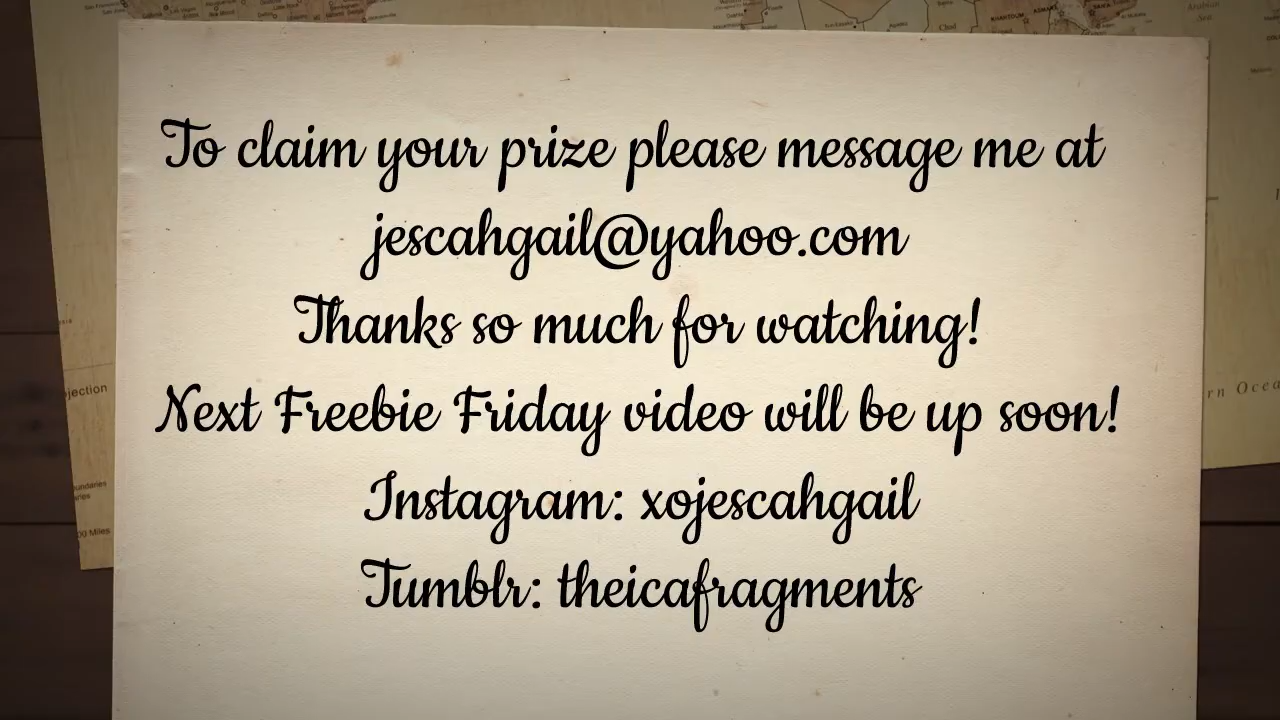 To claim your prize please message me at
jescahgail@yahoo.com
Thanks so much for watching!
Next Freebie Friday video will be up soon!
Instagram: xojescahgail
Tumblr: theicafragments